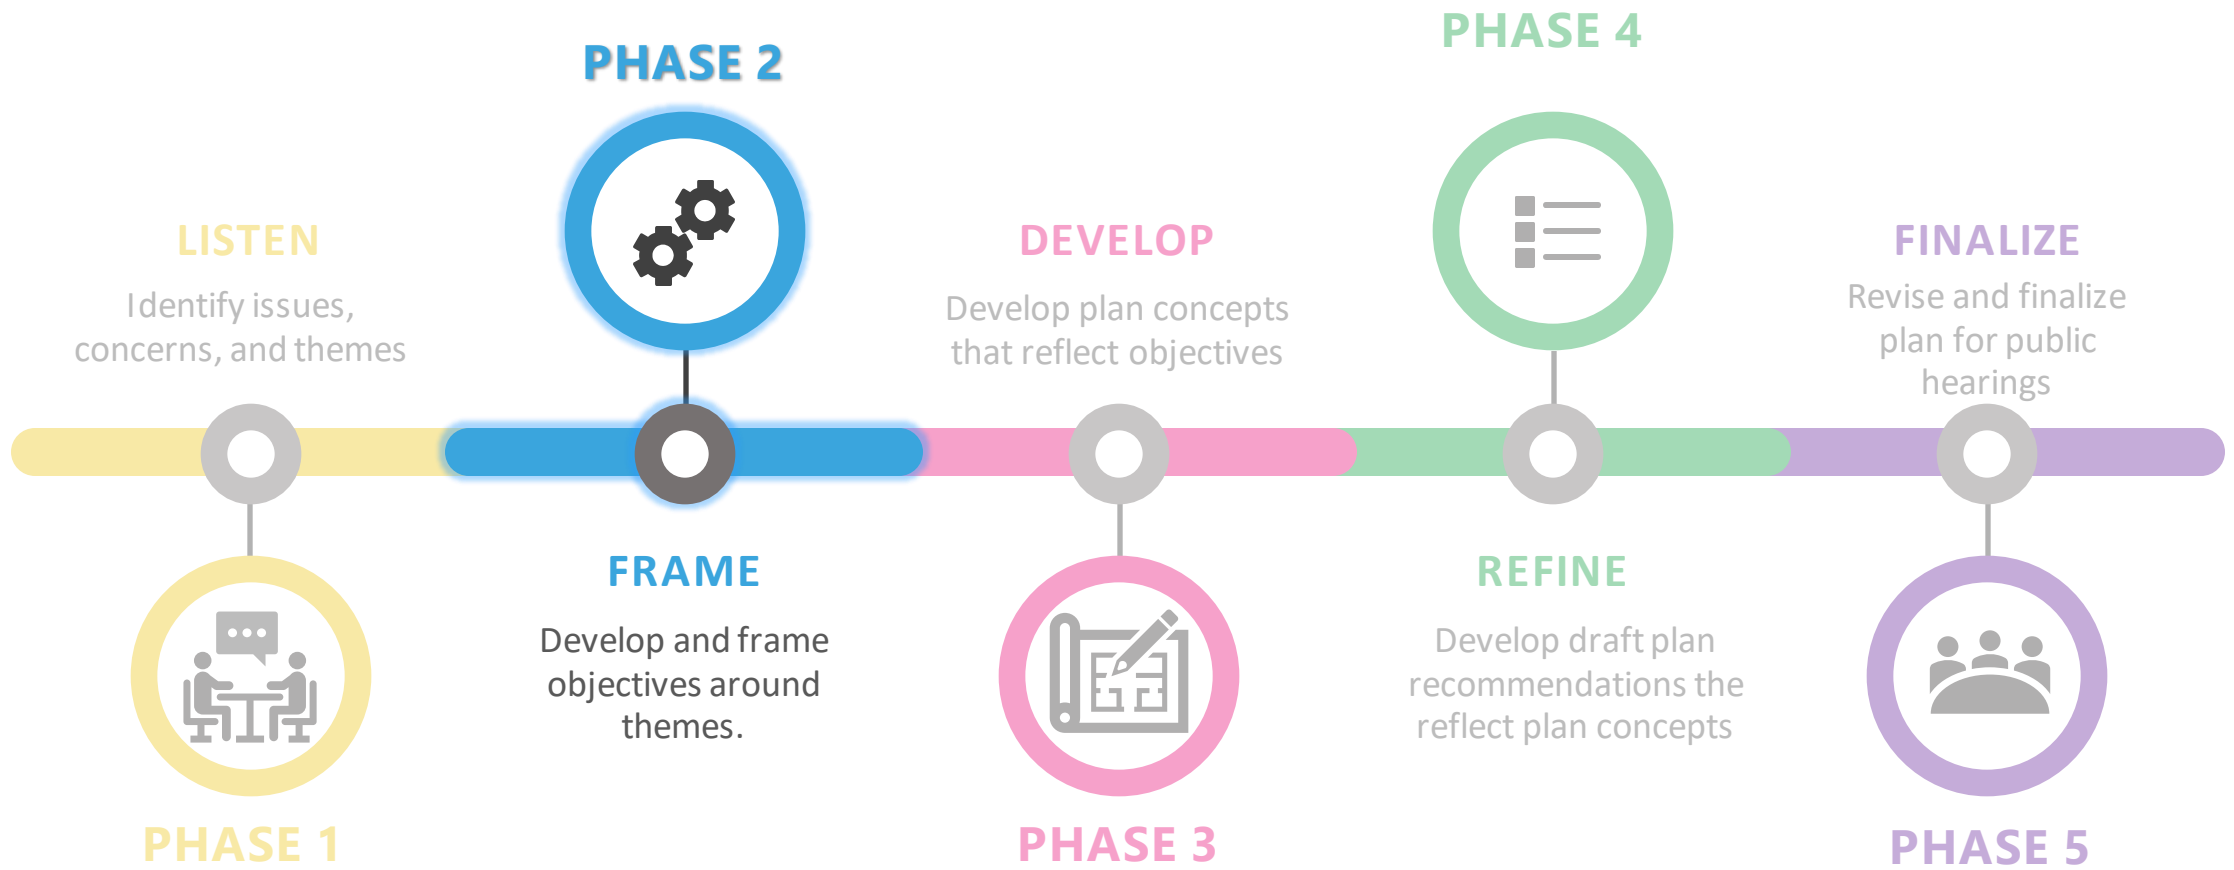 PHASE 1
LISTEN
Identify issues,
concerns, and themes
PHASE 2
FRAME
Develop and frame
objectives around
themes.
PHASE 3
DEVELOP
Develop plan concepts
that reflect objectives
PHASE 4
REFINE
Develop draft plan
recommendations the
reflect plan concepts
PHASE 5
FINALIZE
Revise and finalize
plan for public
hearings